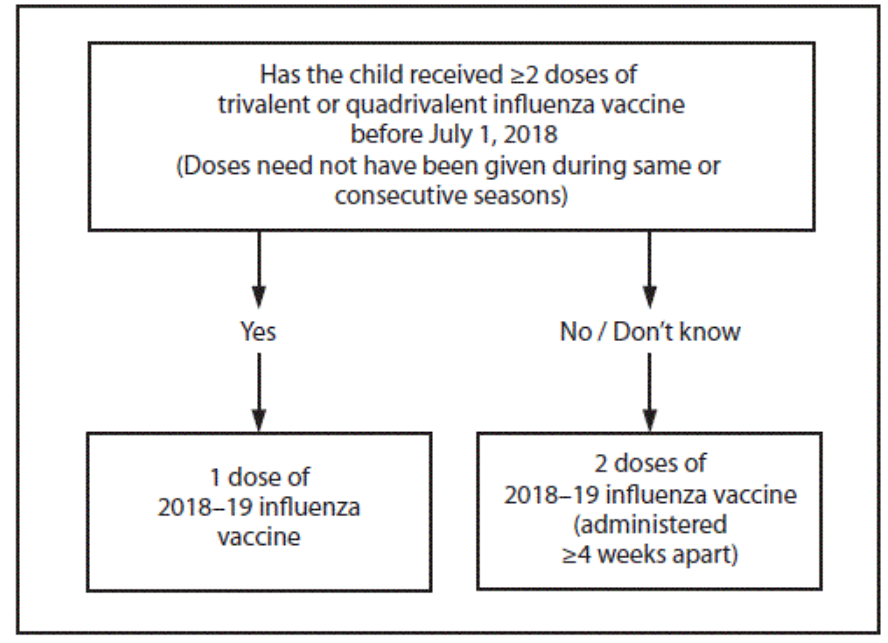 Has the child received ≥2 doses of
trivalent or quadrivalent influenza vaccine
before July 1, 2018
(Doses need not have been given during same or
consecutive seasons)
Yes
No / Don't know
1 dose of
2018–19 influenza
vaccine
2 doses of
2018–19 influenza vaccine
(administered
≥4 weeks apart)